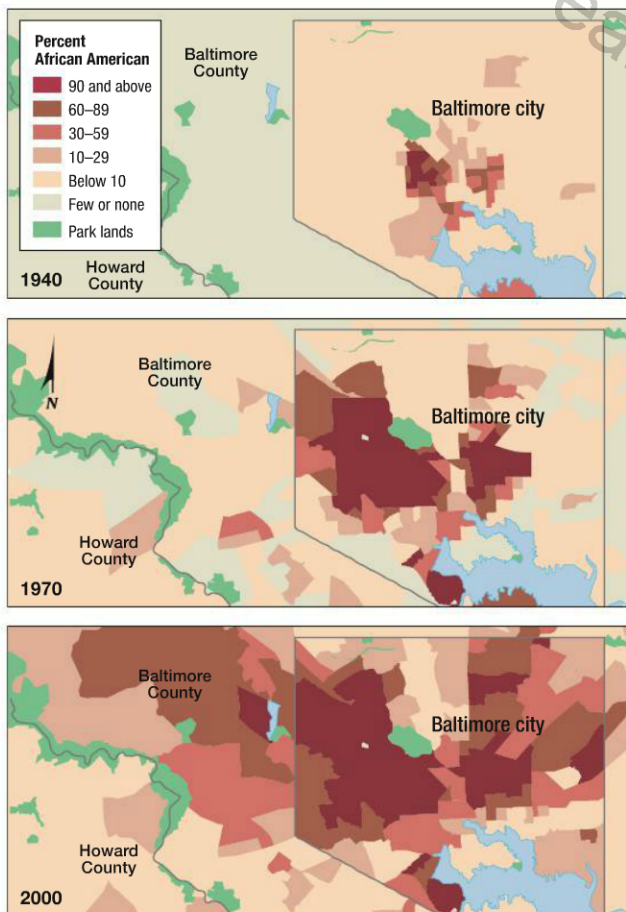 Percent
African American
90 and above
60–89
30–59
10–29
Below 10
Few or none
Park lands
Baltimore
County
Baltimore city
Howard
County
1940
N
Baltimore
County
Baltimore city
Howard
County
1970
Baltimore
County
Baltimore city
Howard
County
2000